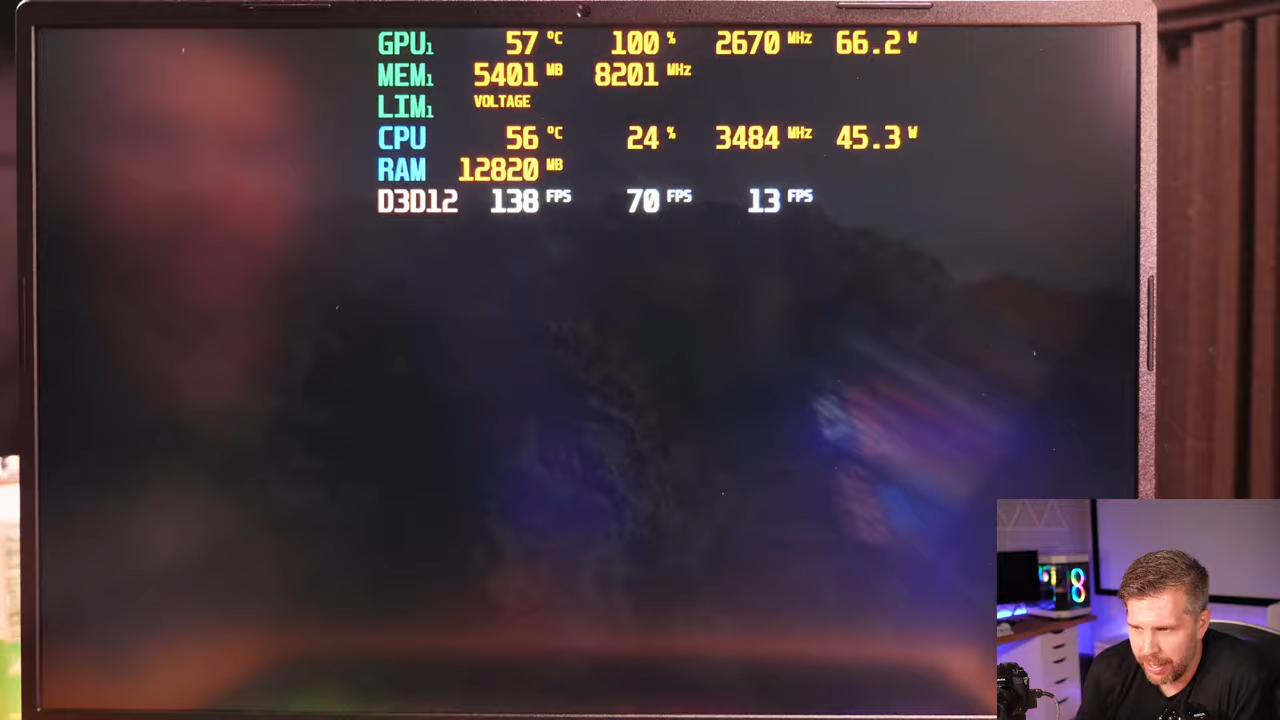 GPU1 57 °C 100 % 2670 MHz 66.2 W
MEM1 5401 MB 8201 MHz
LIM1 VOLTAGE
CPU 56 °C 24 % 3484 MHz 45.3 W
RAM 12820 MB
D3D12 138 FPS 70 FPS 13 FPS